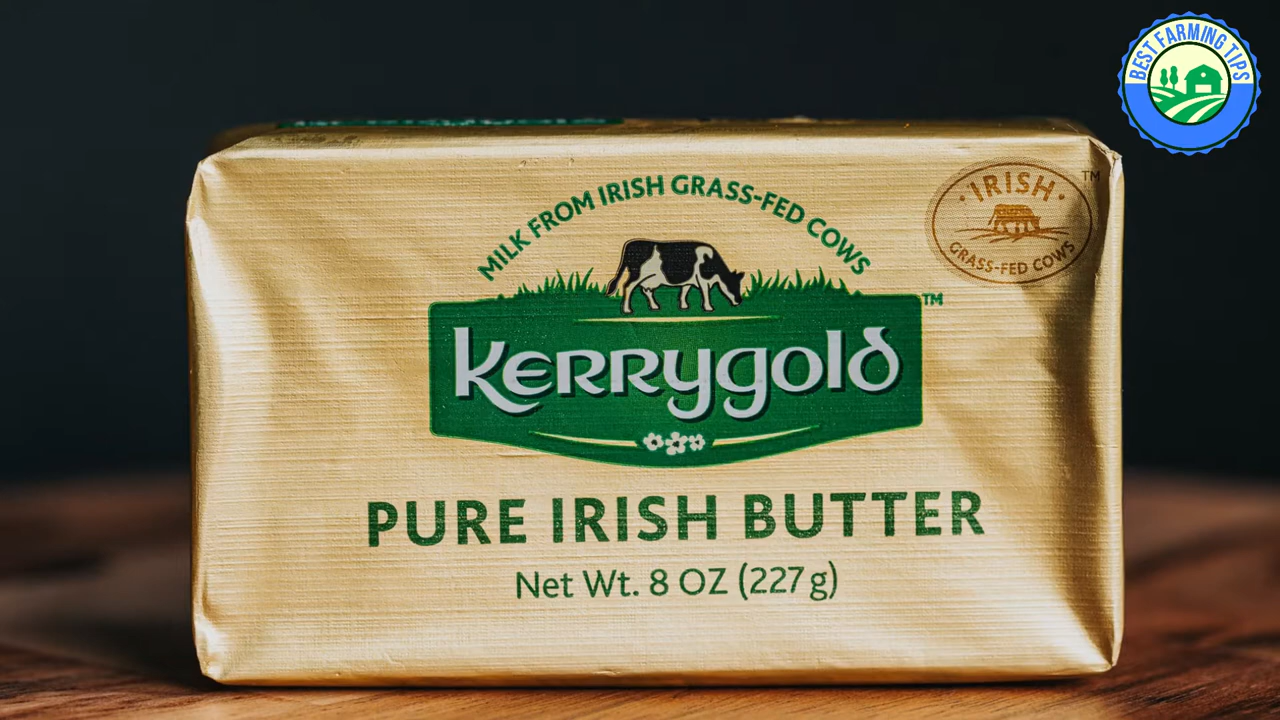 BEST FARMING TIPS
MILK FROM IRISH GRASS-FED COWS
IRISH
GRASS-FED COWS
TM
Kerrygold
TM
PURE IRISH BUTTER
Net Wt. 8 OZ (227 g)